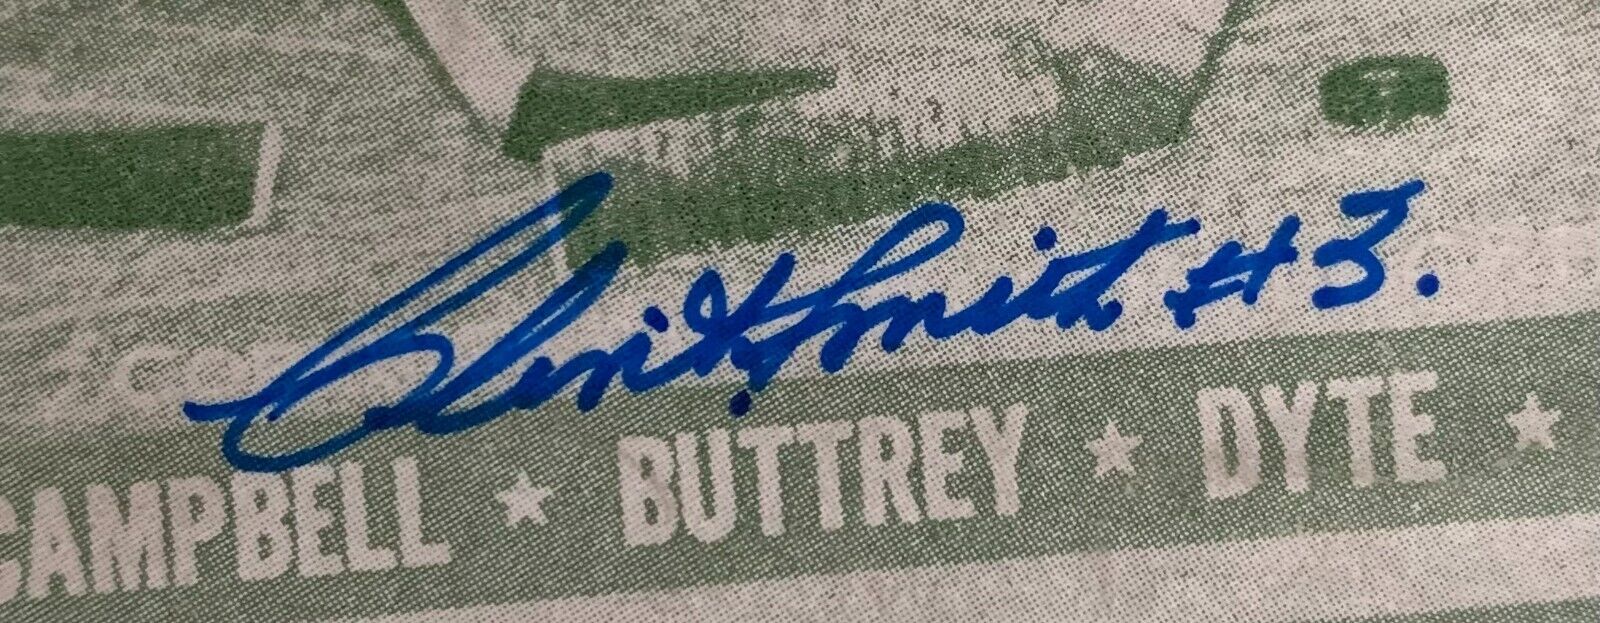 Clint Smith #3.
CAMPBELL ★ BUTTREY ★ DYTE ★